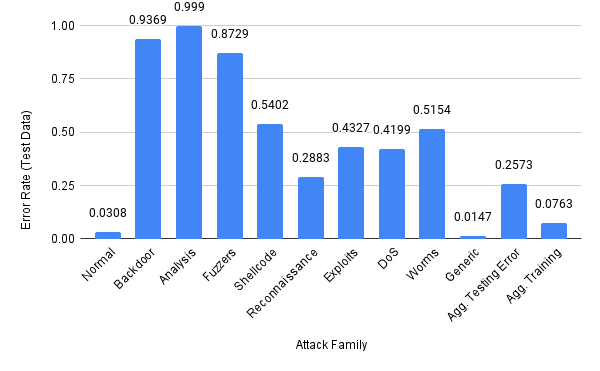 Error Rate (Test Data)
1.00
0.75
0.50
0.25
0.00
0.0308
0.9369
0.999
0.8729
0.5402
0.2883
0.4327
0.4199
0.5154
0.0147
0.2573
0.0763
Normal
Backdoor
Analysis
Fuzzers
Shellcode
Reconnaissance
Exploits
DoS
Worms
Generic
Agg. Testing Error
Agg. Training
Attack Family